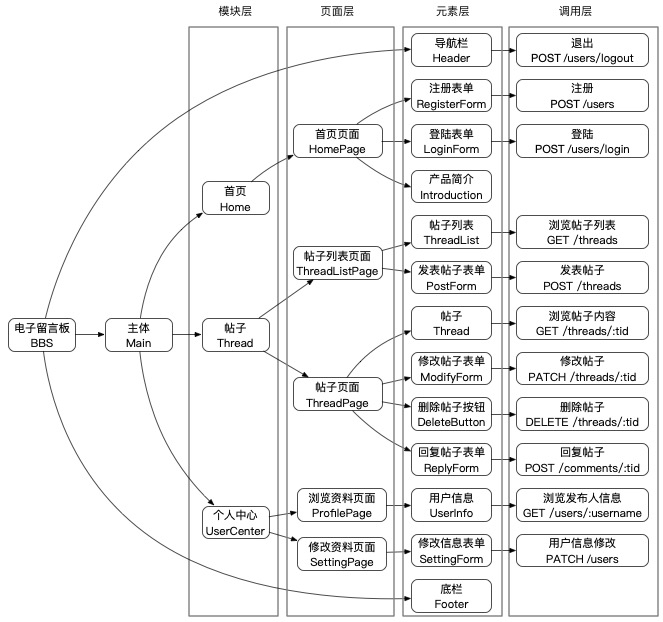 模块层
页面层
元素层
调用层
导航栏
Header
退出
POST /users/logout
注册表单
RegisterForm
注册
POST /users
首页页面
HomePage
登陆表单
LoginForm
登陆
POST /users/login
首页
Home
产品简介
Introduction
帖子列表
ThreadList
浏览帖子列表
GET /threads
帖子列表页面
ThreadListPage
发表帖子表单
PostForm
发表帖子
POST /threads
电子留言板
BBS
主体
Main
帖子
Thread
帖子
Thread
浏览帖子内容
GET /threads/:tid
修改帖子表单
ModifyForm
修改帖子
PATCH /threads/:tid
帖子页面
ThreadPage
删除帖子按钮
DeleteButton
删除帖子
DELETE /threads/:tid
回复帖子表单
ReplyForm
回复帖子
POST /comments/:tid
个人中心
UserCenter
浏览资料页面
ProfilePage
用户信息
UserInfo
浏览发布人信息
GET /users/:username
修改资料页面
SettingPage
修改信息表单
SettingForm
用户信息修改
PATCH /users
底栏
Footer